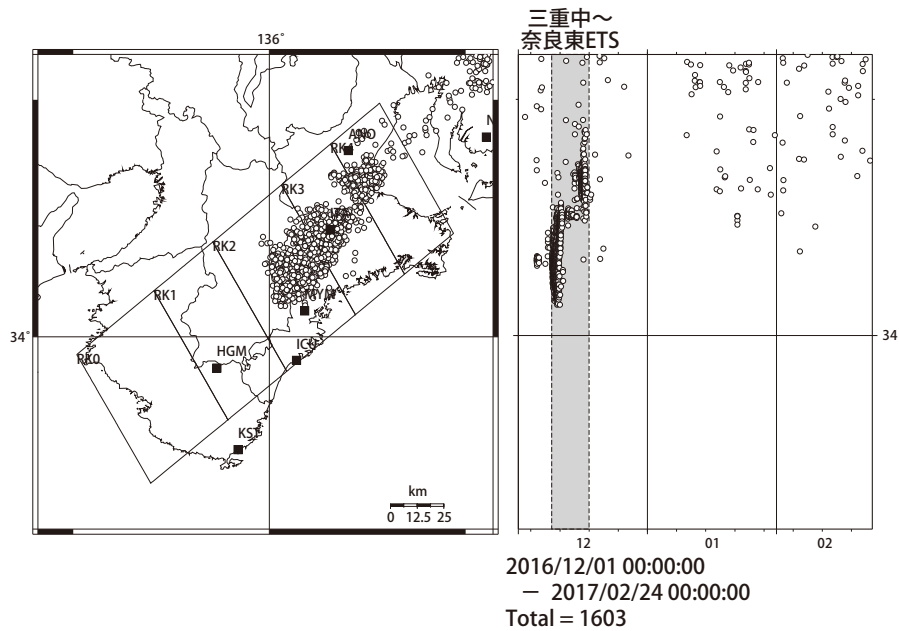 三重中～
奈良東ETS
136°
N
ANO
RK4
RK3
RK2
MYM
RK1
34°
34
ICU
HGM
RK0
KST
km
0 12.5 25
12
01
02
2016/12/01 00:00:00
－ 2017/02/24 00:00:00
Total = 1603